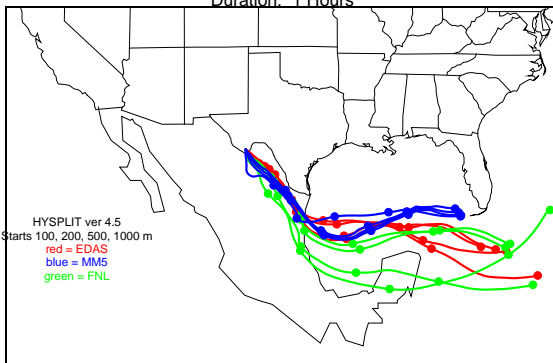 Duration: 1 Hours
HYSPLIT ver 4.5
Starts 100, 200, 500, 1000 m
red = EDAS
blue = MM5
green = FNL